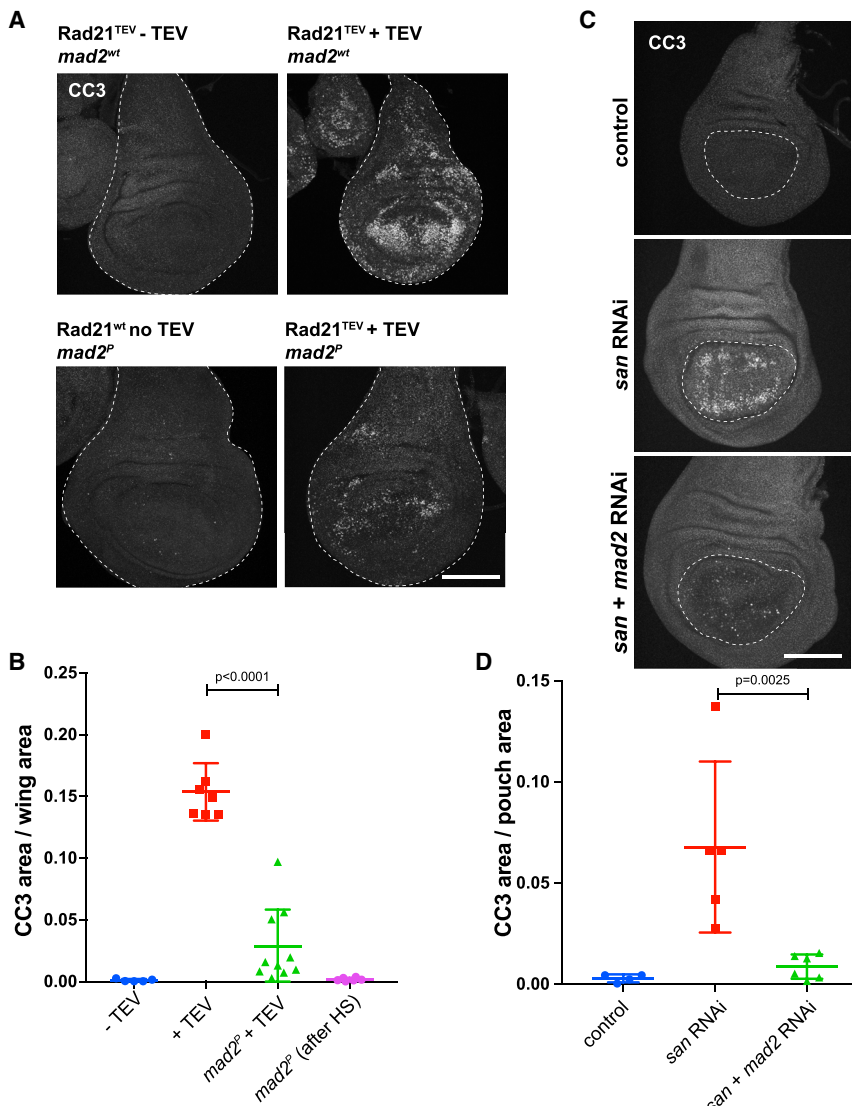 A
Rad21TEV - TEV
mad2wt
CC3
Rad21TEV + TEV
mad2wt
Rad21wt no TEV
mad2P
Rad21TEV + TEV
mad2P
C
CC3
control
san RNAi
san + mad2 RNAi
B
CC3 area / wing area
0.25
0.20
0.15
0.10
0.05
0.00
p<0.0001
- TEV
+ TEV
mad2P + TEV
mad2P (after HS)
D
CC3 area / pouch area
0.15
0.10
0.05
0.00
p=0.0025
control
san RNAi
san + mad2 RNAi